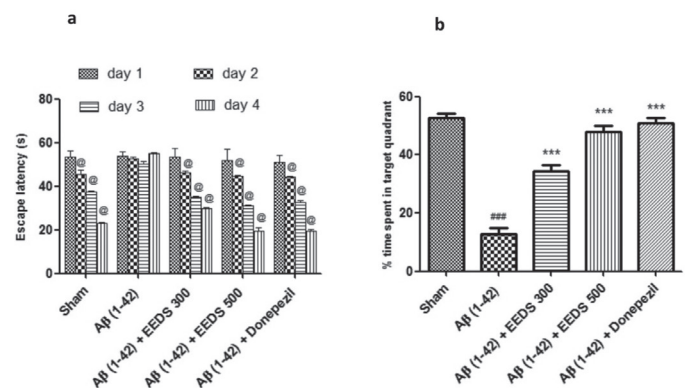 a
day 1
day 2
day 3
day 4
Escape latency (s)
80
60
40
20
0
@
@
@
@
@
@
@
@
@
@
@
@
Sham
Aβ (1-42)
Aβ (1-42) + EEDS 300
Aβ (1-42) + EEDS 500
Aβ (1-42) + Donepezil
b
% time spent in target quadrant
60
40
20
0
###
***
***
***
Sham
Aβ (1-42)
Aβ (1-42) + EEDS 300
Aβ (1-42) + EEDS 500
Aβ (1-42) + Donepezil